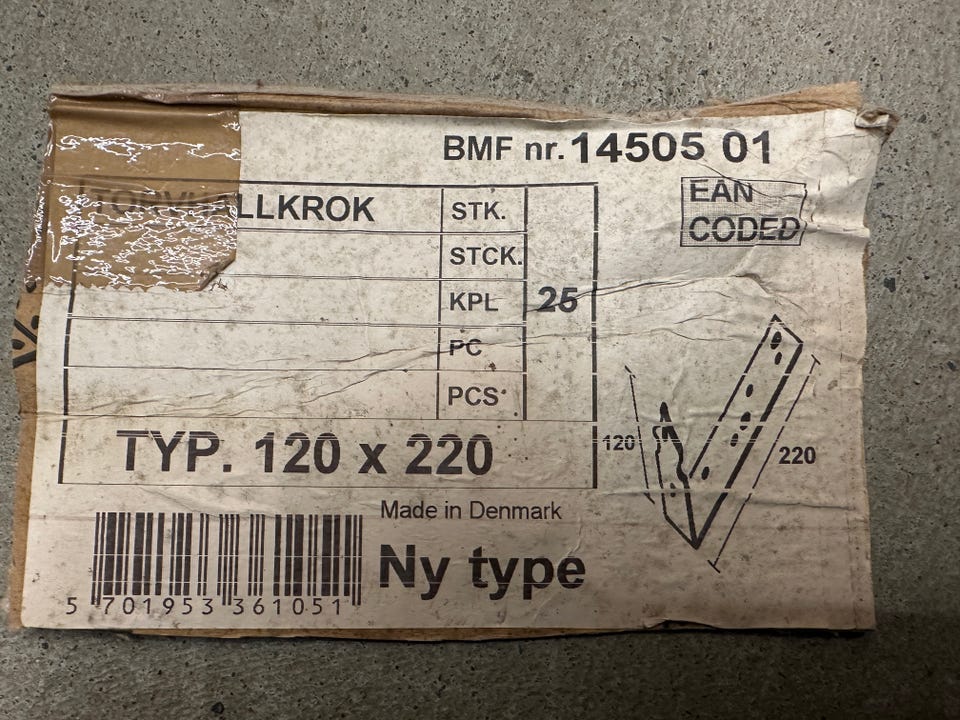 BMF nr. 14505 01
TORVHALLKROK
STK.
EAN
CODED
STCK.
KPL
25
PC
PCS
TYP. 120 x 220
120
220
Made in Denmark
Ny type
5 701953 361051
%